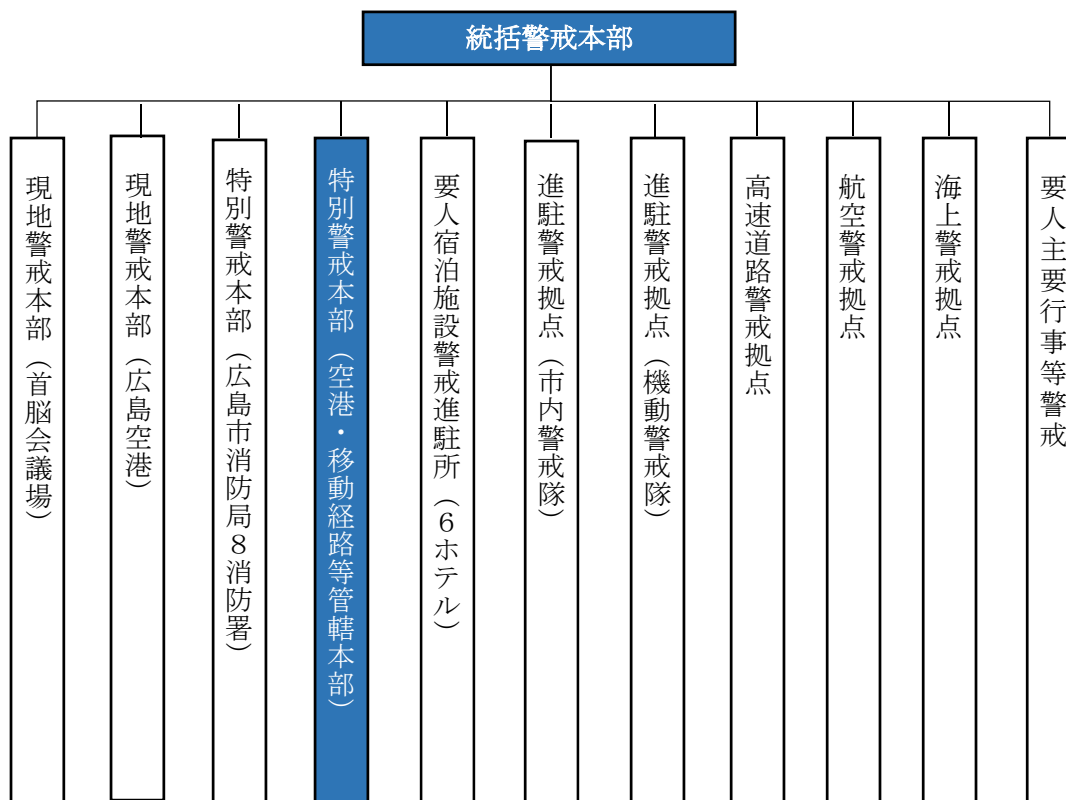 統括警戒本部
現地警戒本部（首脳会議場）
現地警戒本部（広島空港）
特別警戒本部（広島市消防局８消防署）
特別警戒本部（空港・移動経路等管轄本部）
要人宿泊施設警戒進駐所（６ホテル）
進駐警戒拠点（市内警戒隊）
進駐警戒拠点（機動警戒隊）
高速道路警戒拠点
航空警戒拠点
海上警戒拠点
要人主要行事等警戒